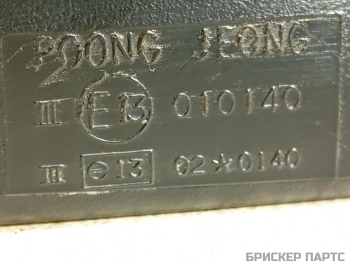 POONG JEONG
III E13 010140
III e13 02*0140
БРИСКЕР ПАРТС